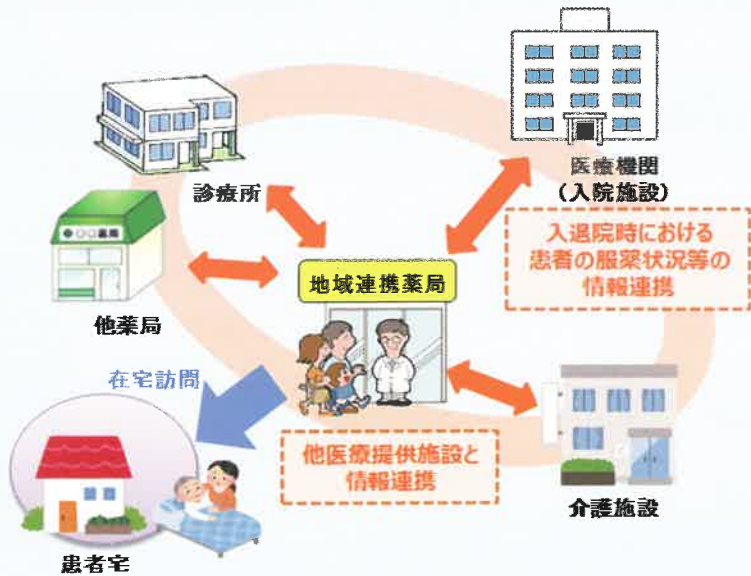 診療所
医療機関
(入院施設)
○○薬局
入退院時における
患者の服薬状況等の
情報連携
地域連携薬局
他薬局
在宅訪問
他医療提供施設と
情報連携
介護施設
患者宅